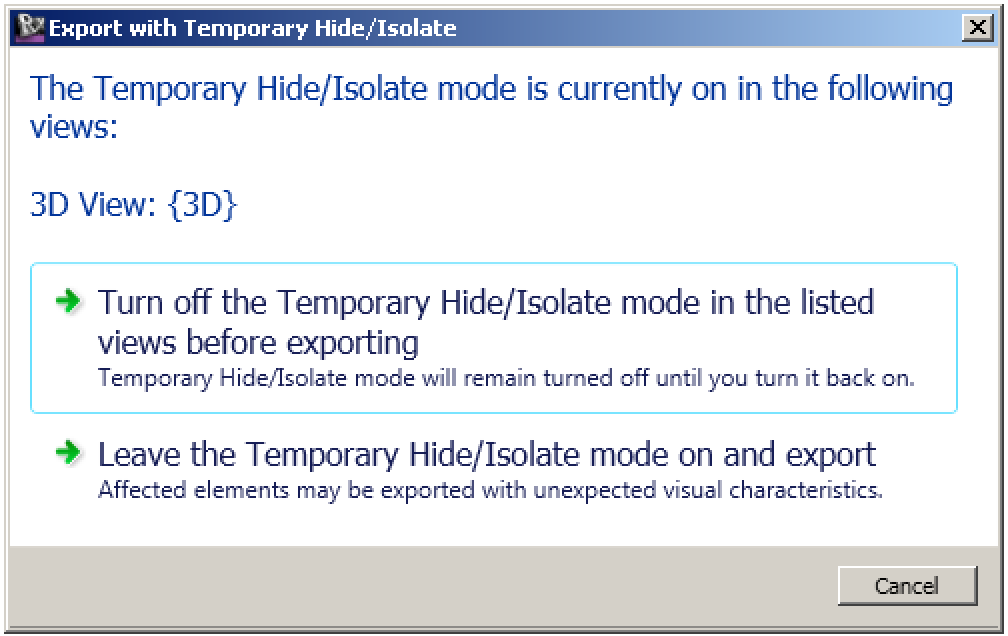 Export with Temporary Hide/Isolate
The Temporary Hide/Isolate mode is currently on in the following
views:
3D View: {3D}
Turn off the Temporary Hide/Isolate mode in the listed
views before exporting
Temporary Hide/Isolate mode will remain turned off until you turn it back on.
Leave the Temporary Hide/Isolate mode on and export
Affected elements may be exported with unexpected visual characteristics.
Cancel